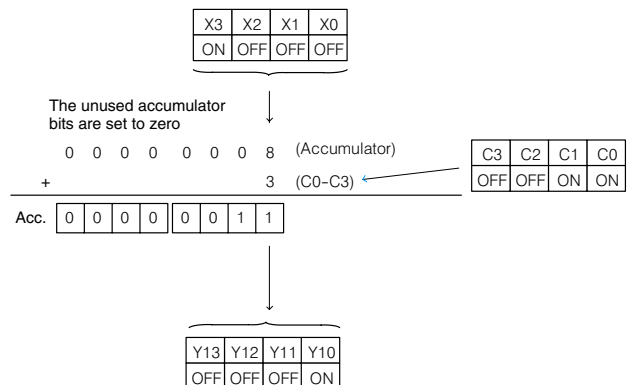 X3 X2 X1 X0
ON OFF OFF OFF
The unused accumulator
bits are set to zero
0 0 0 0 0 0 0 8 (Accumulator)
+ 3 (C0-C3)
C3 C2 C1 C0
OFF OFF ON ON
Acc. 0 0 0 0 0 0 1 1
Y13 Y12 Y11 Y10
OFF OFF OFF ON